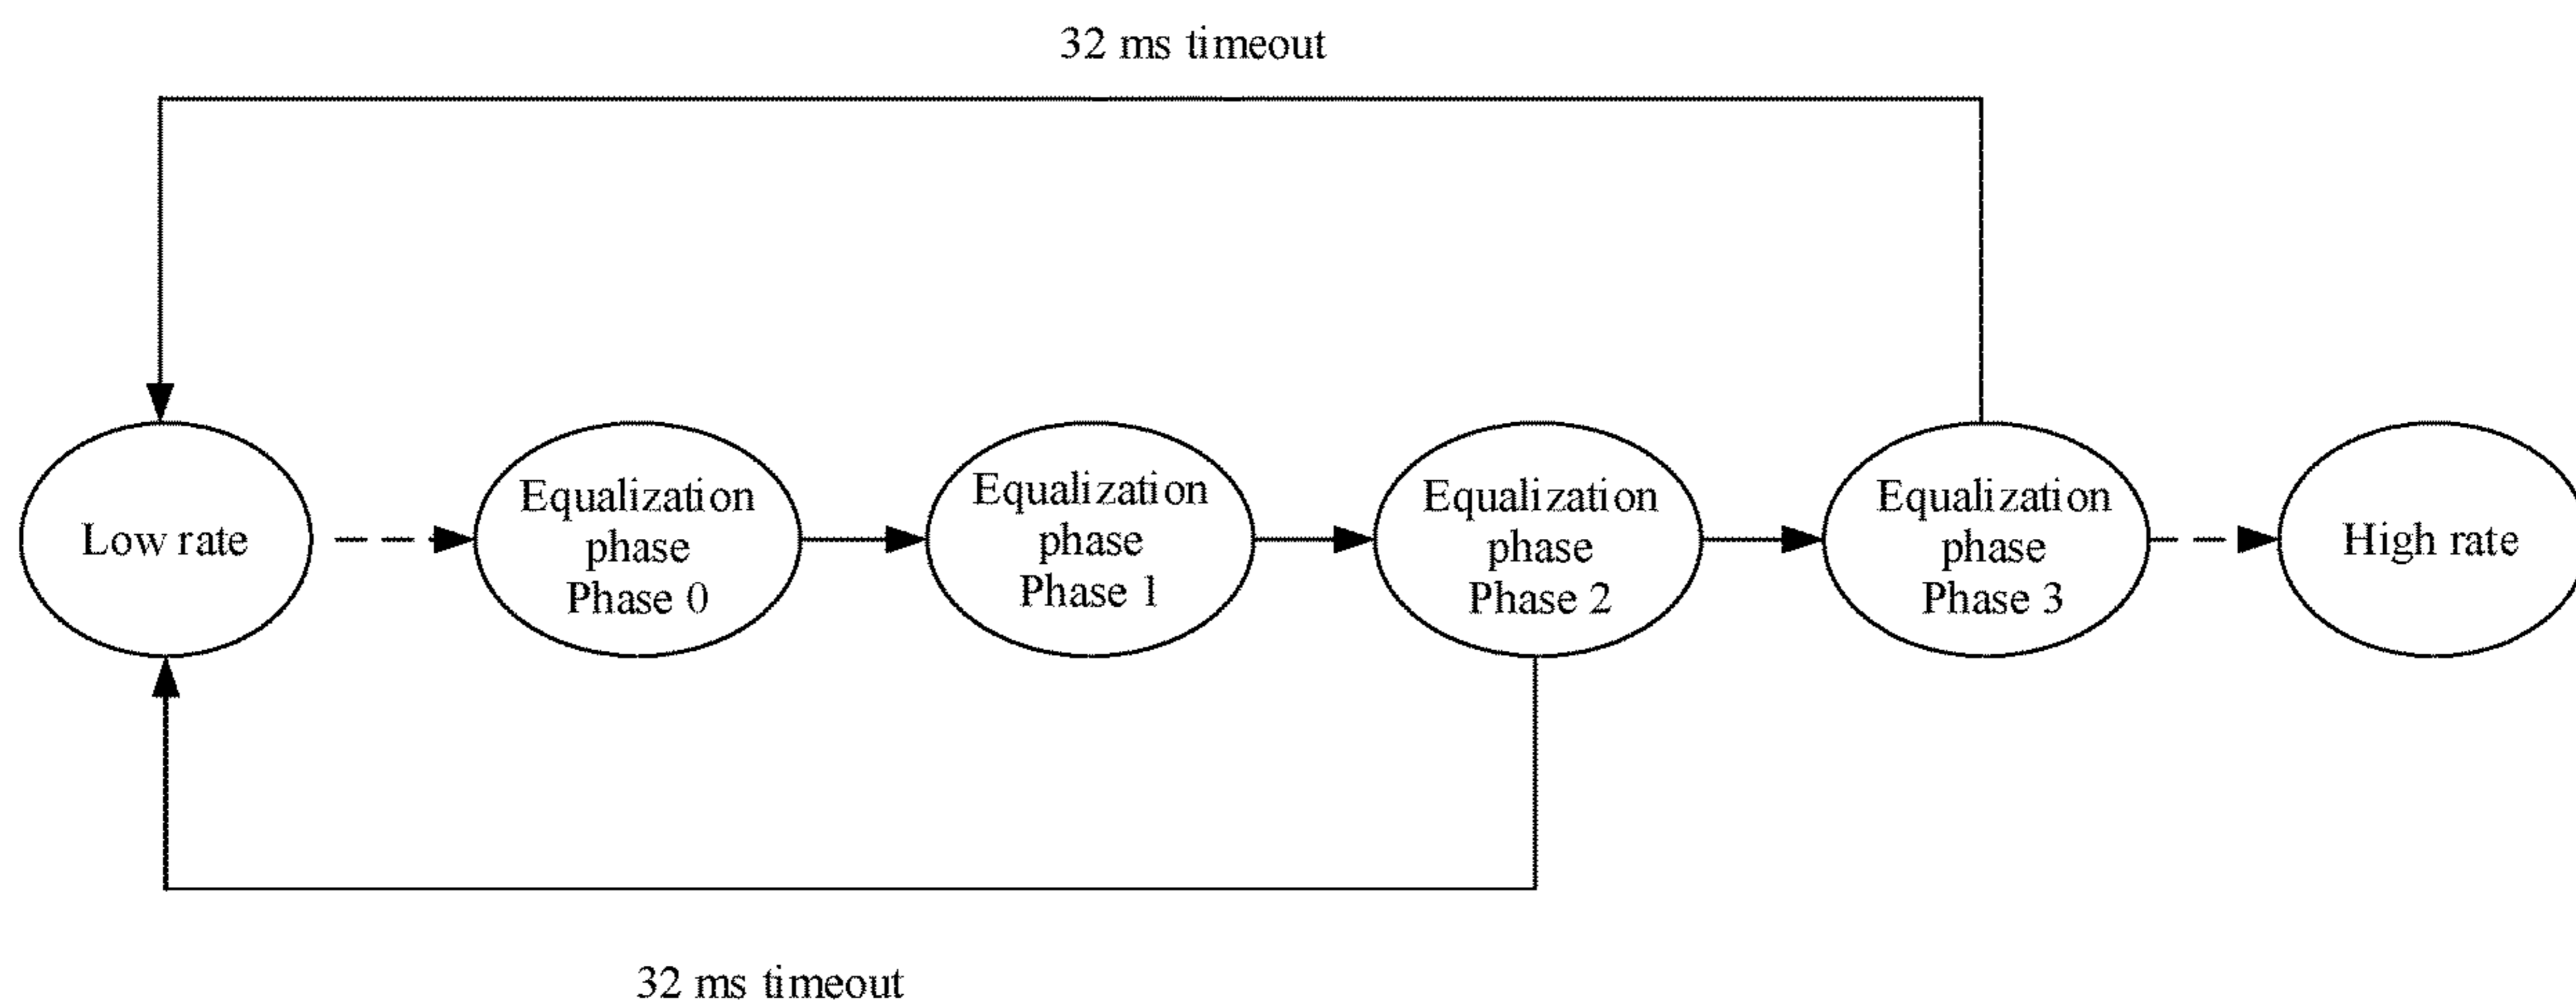 32 ms timeout
Low rate
Equalization
phase
Phase 0
Equalization
phase
Phase 1
Equalization
phase
Phase 2
Equalization
phase
Phase 3
High rate
32 ms timeout